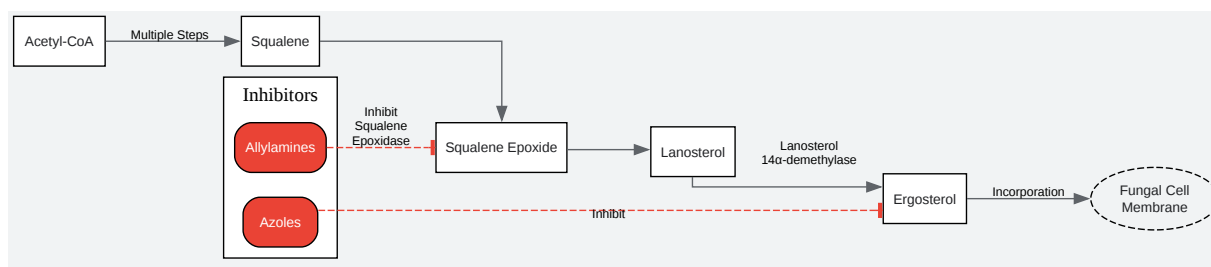 Acetyl-CoA
Multiple Steps
Squalene
Inhibitors
Allylamines
Azoles
Inhibit
Squalene
Epoxidase
Squalene Epoxide
Lanosterol
Lanosterol
14α-demethylase
Inhibit
Ergosterol
Incorporation
Fungal Cell
Membrane